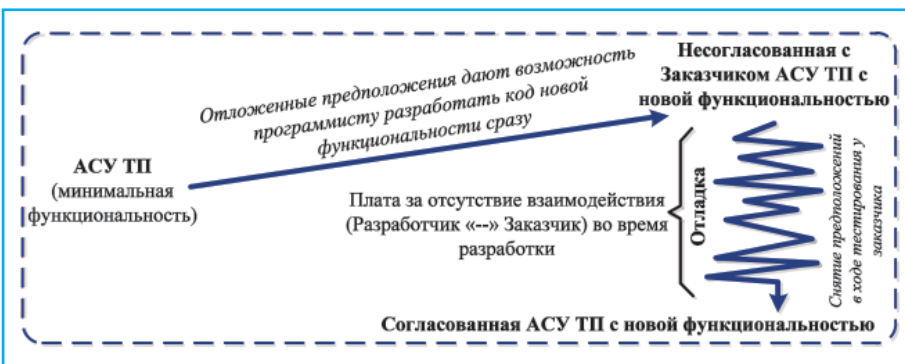 Несогласованная с
Заказчиком АСУ ТП с
новой функциональностью
Отложенные предположения дают возможность
программисту разработать код новой
функциональности сразу
АСУ ТП
(минимальная
функциональность)
Плата за отсутствие взаимодействия
(Разработчик «--» Заказчик) во время
разработки
Отладка
Снятие предположений
в ходе тестирования у
заказчика
Согласованная АСУ ТП с новой функциональностью